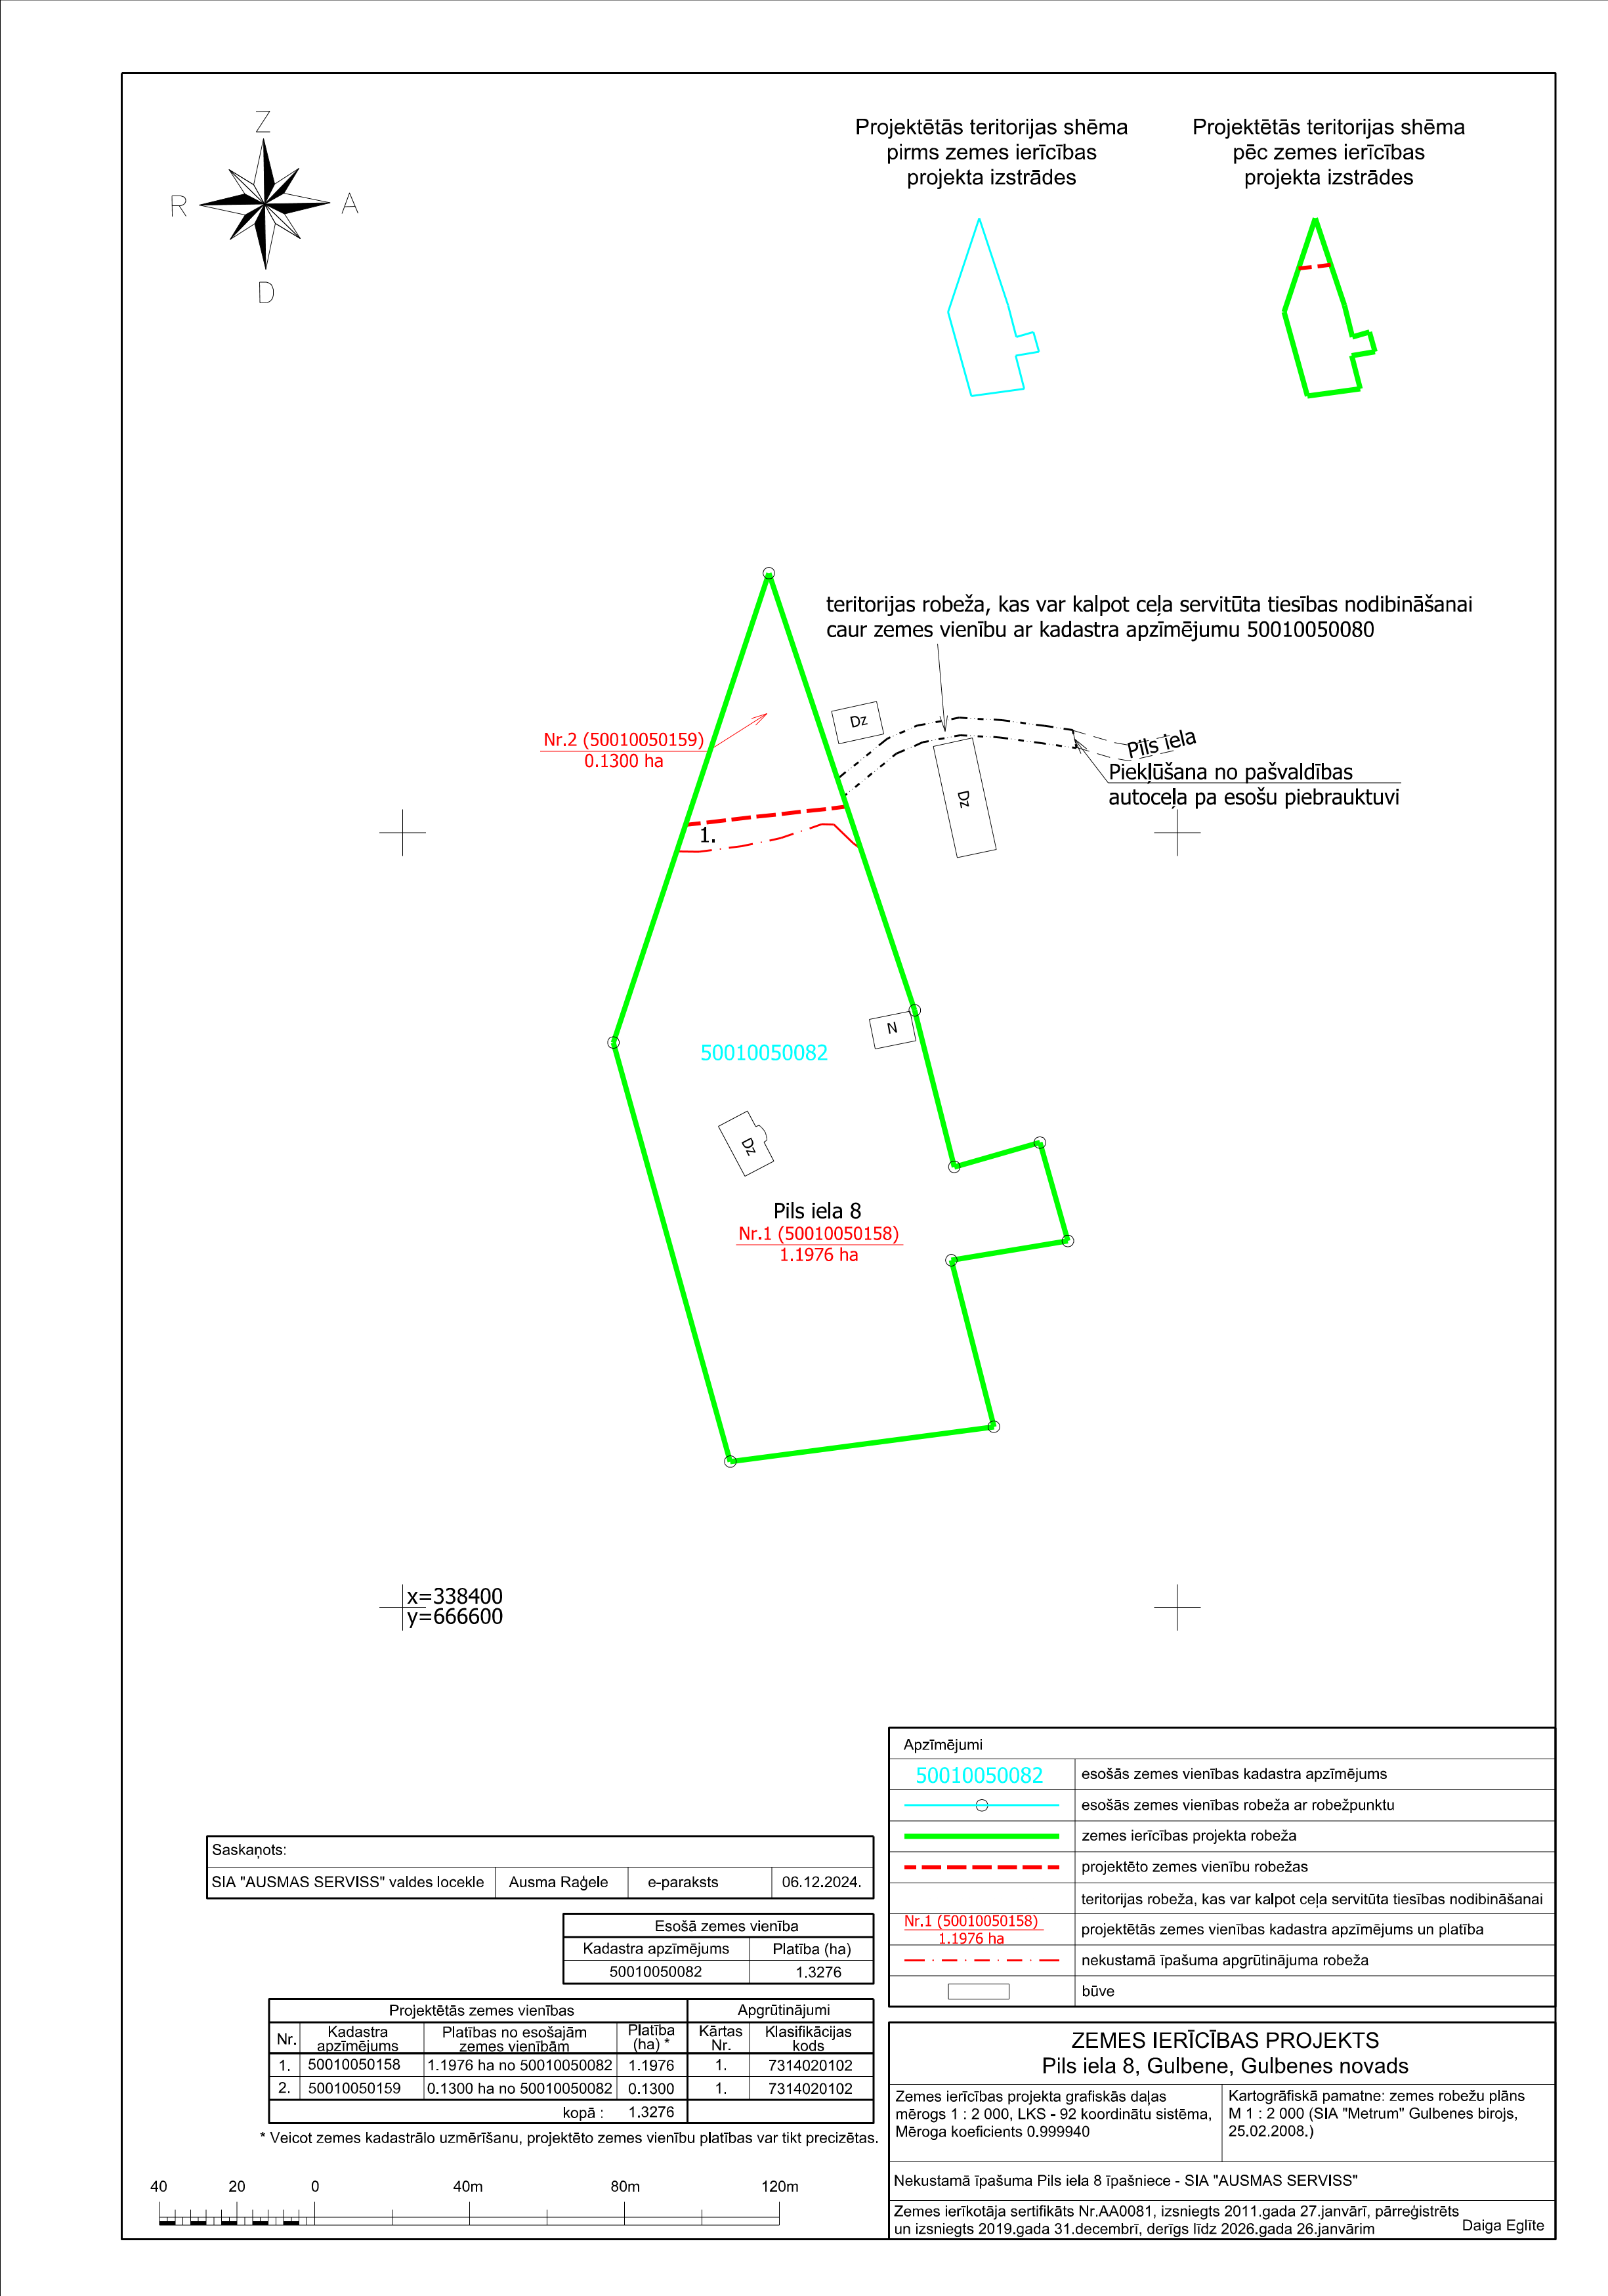 Z
R
A
D
Projektētās teritorijas shēma
pirms zemes ierīcības
projekta izstrādes
Projektētās teritorijas shēma
pēc zemes ierīcības
projekta izstrādes
teritorijas robeža, kas var kalpot ceļa servitūta tiesības nodibināšanai
caur zemes vienību ar kadastra apzīmējumu 50010050080
Dz
Nr.2 (50010050159)
0.1300 ha
Pils iela
Piekļūšana no pašvaldības
autoceļa pa esošu piebrauktuvi
Dz
1.
N
50010050082
Dz
Pils iela 8
Nr.1 (50010050158)
1.1976 ha
x=338400
y=666600
Apzīmējumi
50010050082 esošās zemes vienības kadastra apzīmējums
esošās zemes vienības robeža ar robežpunktu
zemes ierīcības projekta robeža
projektēto zemes vienību robežas
teritorijas robeža, kas var kalpot ceļa servitūta tiesības nodibināšanai
Nr.1 (50010050158)
1.1976 ha
projektētās zemes vienības kadastra apzīmējums un platība
nekustamā īpašuma apgrūtinājuma robeža
būve
Saskaņots:
SIA "AUSMAS SERVISS" valdes locekle Ausma Raģele e-paraksts 06.12.2024.
Esošā zemes vienība
Kadastra apzīmējums Platība (ha)
50010050082 1.3276
Projektētās zemes vienības Apgrūtinājumi
Nr. Kadastra apzīmējums Platības no esošajām zemes vienībām Platība (ha) * Kārtas Nr. Klasifikācijas kods
1. 50010050158 1.1976 ha no 50010050082 1.1976 1. 7314020102
2. 50010050159 0.1300 ha no 50010050082 0.1300 1. 7314020102
kopā : 1.3276
* Veicot zemes kadastrālo uzmērīšanu, projektēto zemes vienību platības var tikt precizētas.
40 20 0 40m 80m 120m
ZEMES IERĪCĪBAS PROJEKTS
Pils iela 8, Gulbene, Gulbenes novads
Zemes ierīcības projekta grafiskās daļas
mērogs 1 : 2 000, LKS - 92 koordinātu sistēma,
Mēroga koeficients 0.999940
Kartogrāfiskā pamatne: zemes robežu plāns
M 1 : 2 000 (SIA "Metrum" Gulbenes birojs,
25.02.2008.)
Nekustamā īpašuma Pils iela 8 īpašniece - SIA "AUSMAS SERVISS"
Zemes ierīkotāja sertifikāts Nr.AA0081, izsniegts 2011.gada 27.janvārī, pārreģistrēts
un izsniegts 2019.gada 31.decembrī, derīgs līdz 2026.gada 26.janvārim Daiga Eglīte